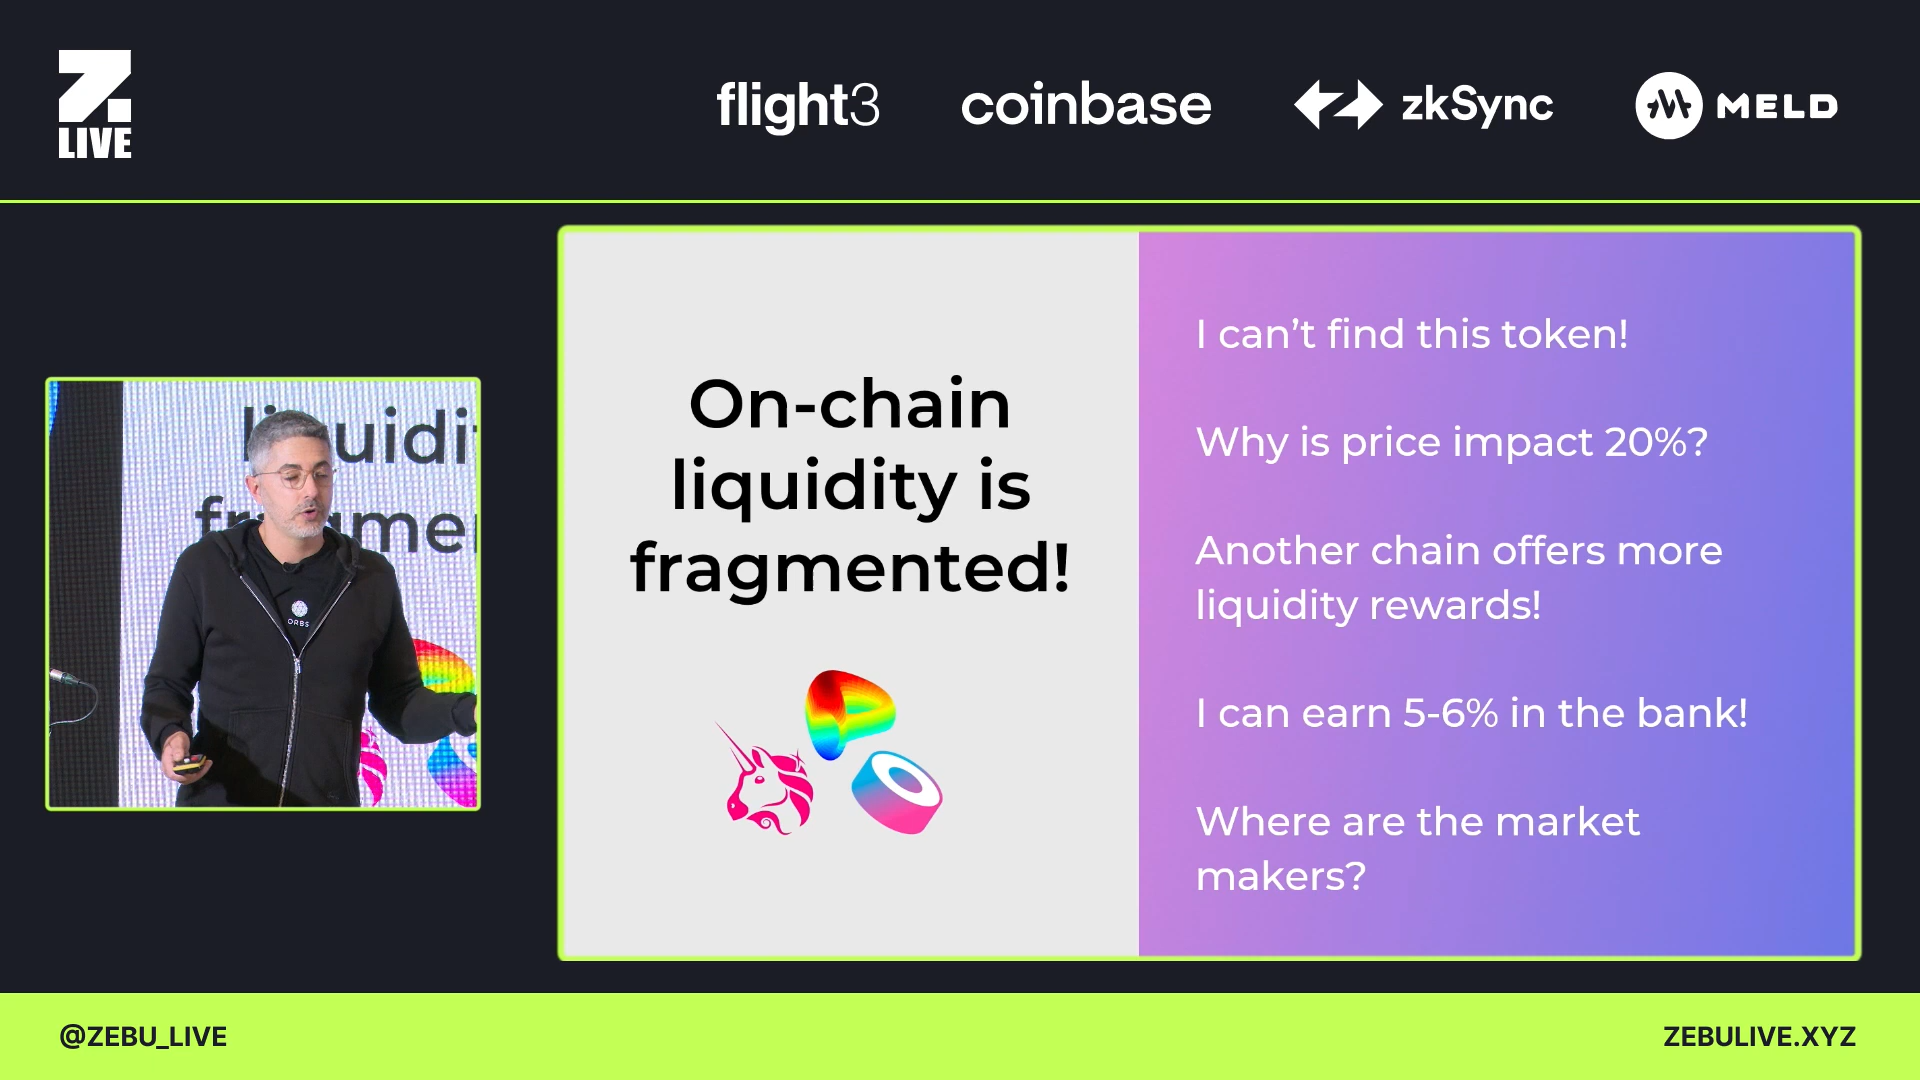 Z.
LIVE
flight3
coinbase
zkSync
MELD
liquidi
fragmen
ORBS
On-chain
liquidity is
fragmented!
I can’t find this token!
Why is price impact 20%?
Another chain offers more
liquidity rewards!
I can earn 5-6% in the bank!
Where are the market
makers?
@ZEBU_LIVE
ZEBULIVE.XYZ